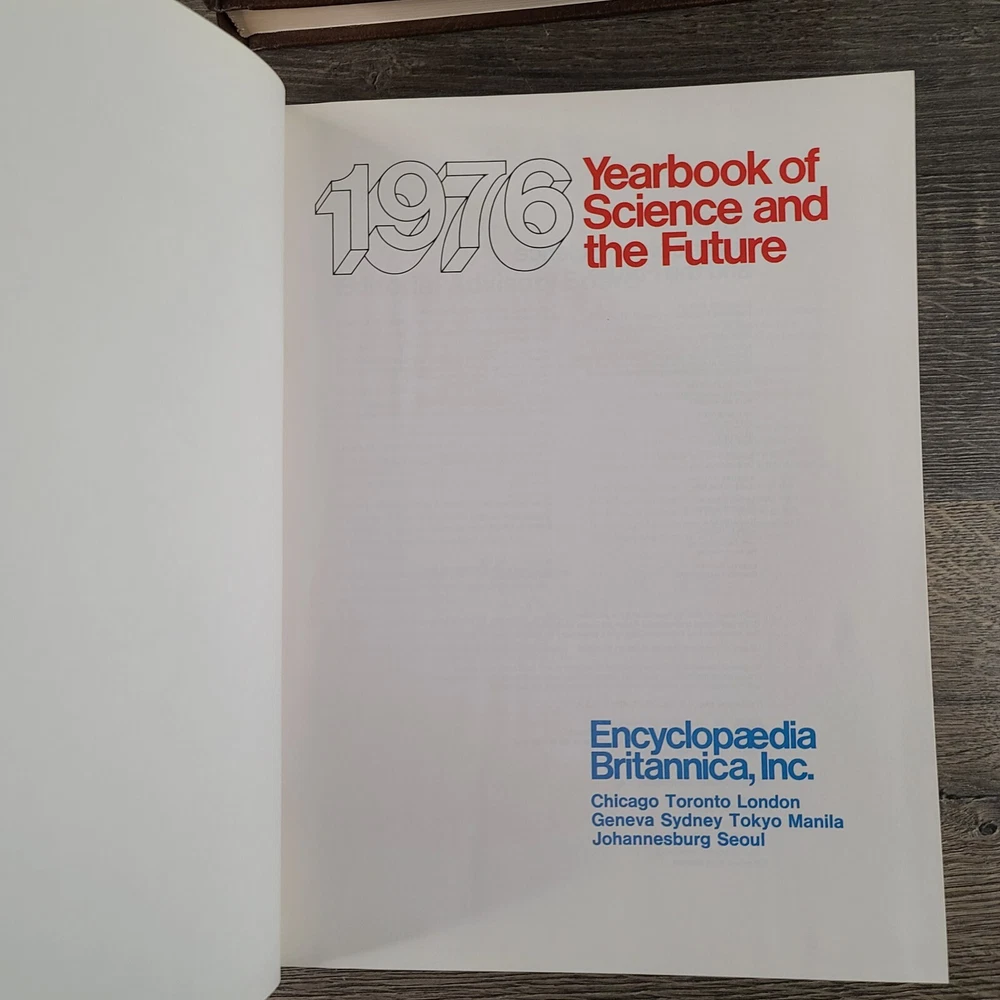 1976
Yearbook of
Science and
the Future
Encyclopædia
Britannica, Inc.
Chicago Toronto London
Geneva Sydney Tokyo Manila
Johannesburg Seoul